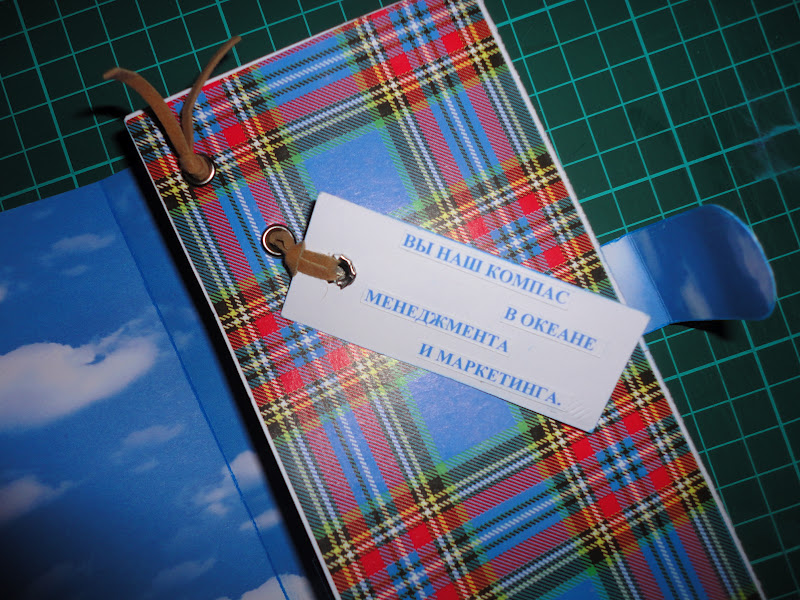 ВЫ НАШ КОМПАС
В ОКЕАНЕ
МЕНЕДЖМЕНТА
И МАРКЕТИНГА.